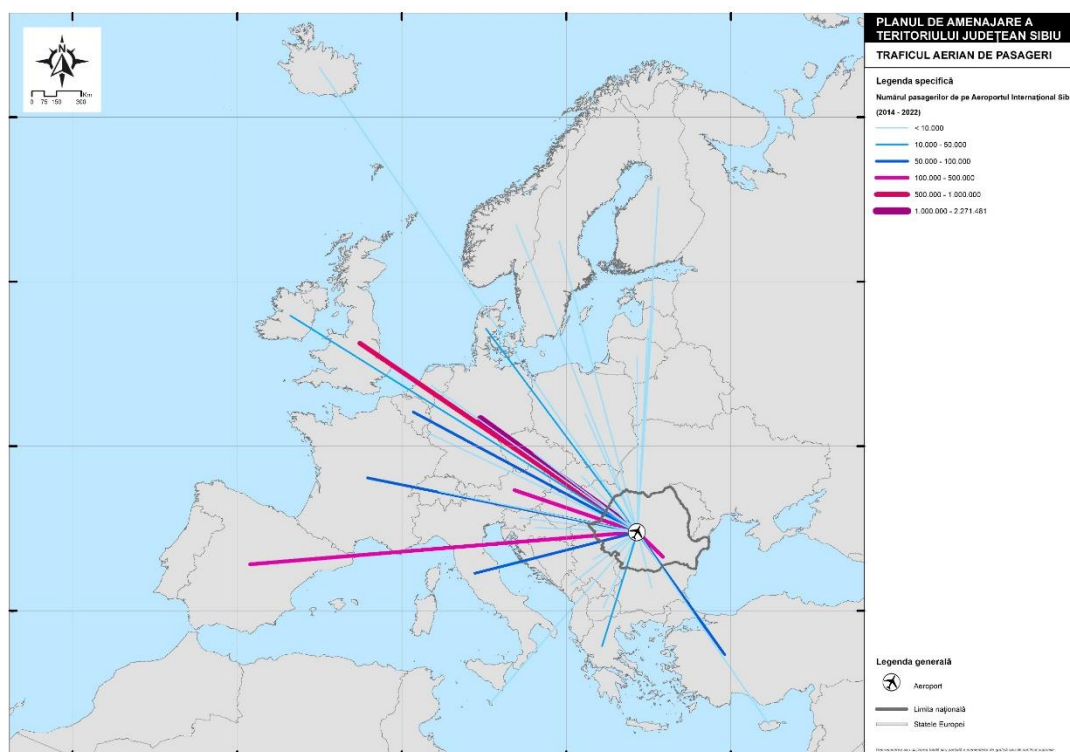 N
Km
0 75 150 300
PLANUL DE AMENAJARE A
TERITORIULUI JUDEȚEAN SIBIU
TRAFICUL AERIAN DE PASAGERI
Legenda specifică
Numărul pasagerilor de pe Aeroportul Internațional Sib
(2014 - 2022)
< 10.000
10.000 - 50.000
50.000 - 100.000
100.000 - 500.000
500.000 - 1.000.000
1.000.000 - 2.271.481
Legenda generală
Aeroport
Limita națională
Statele Europei